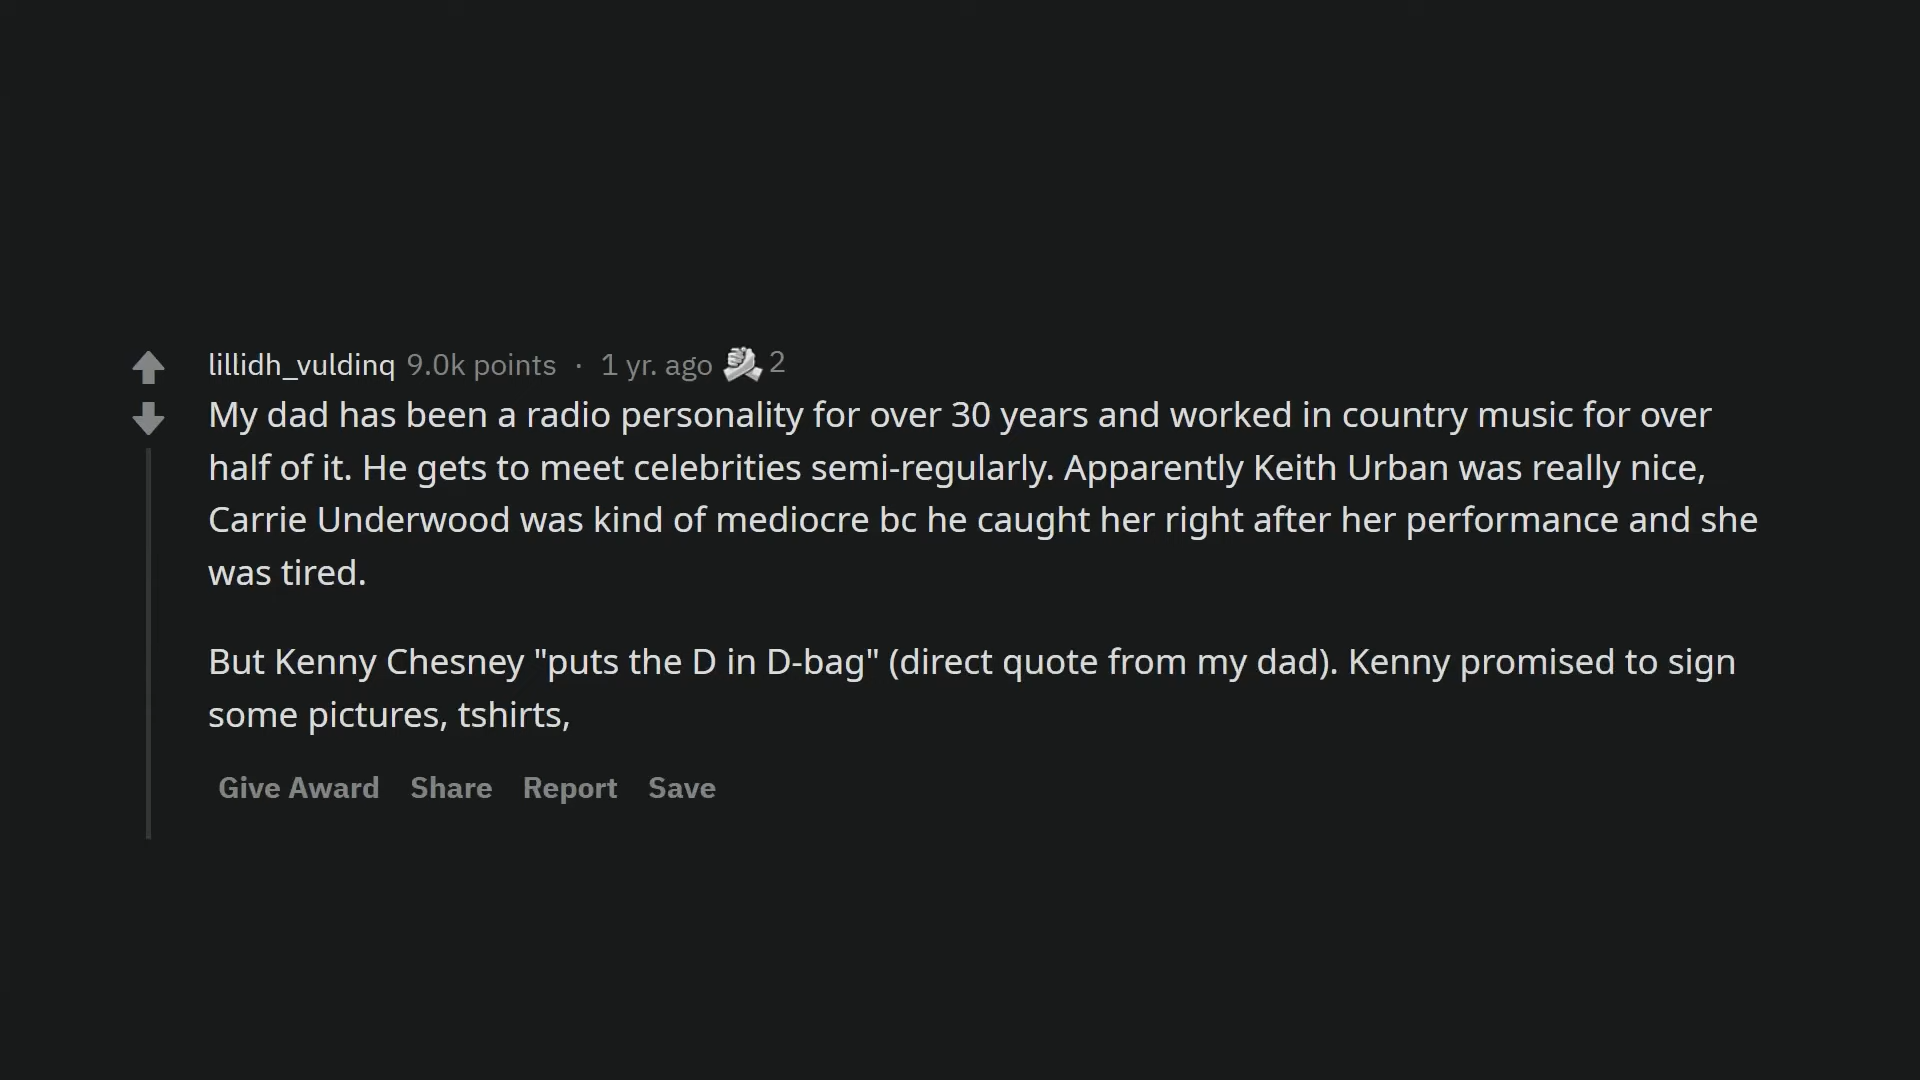 lillidh_vuldinq 9.0k points · 1 yr. ago 2
My dad has been a radio personality for over 30 years and worked in country music for over
half of it. He gets to meet celebrities semi-regularly. Apparently Keith Urban was really nice,
Carrie Underwood was kind of mediocre bc he caught her right after her performance and she
was tired.
But Kenny Chesney "puts the D in D-bag" (direct quote from my dad). Kenny promised to sign
some pictures, tshirts,
Give Award Share Report Save